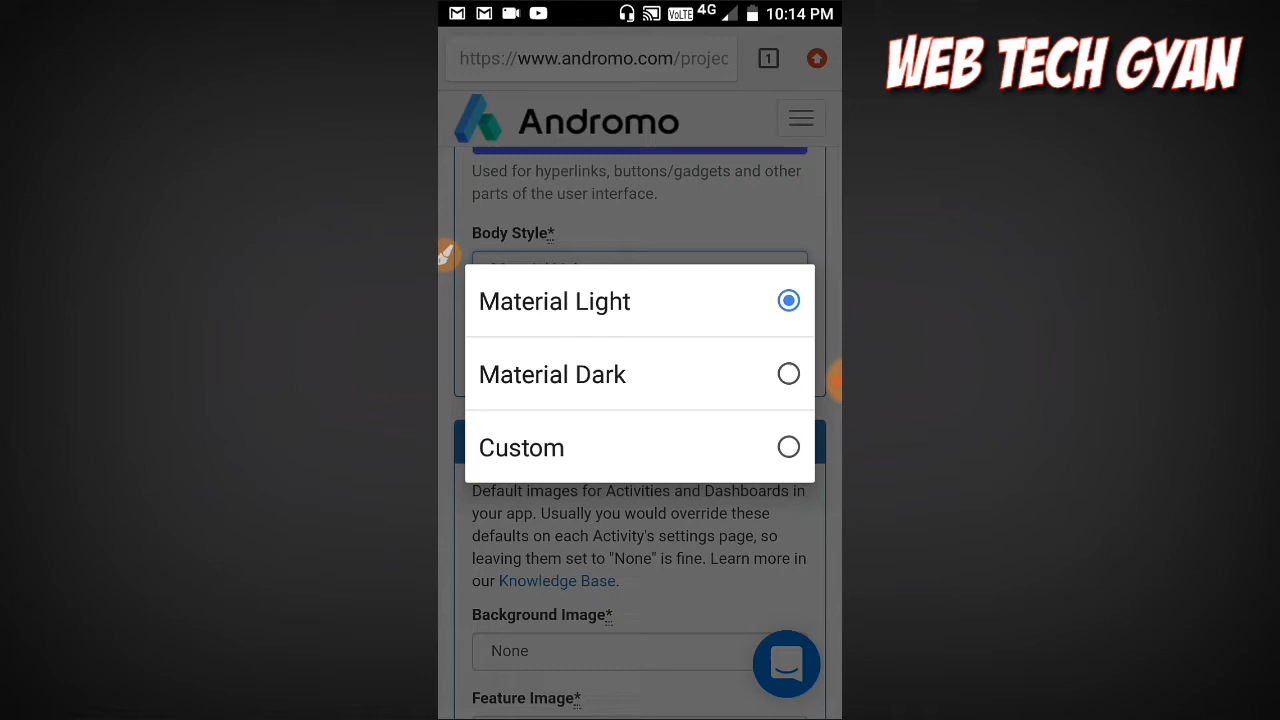 VoLTE 4G 10:14 PM
WEB TECH GYAN
https://www.andromo.com/projec
1
Andromo
Used for hyperlinks, buttons/gadgets and other
parts of the user interface.
Body Style*
Material Light
Material Dark
Custom
Default images for Activities and Dashboards in
your app. Usually you would override these
defaults on each Activity's settings page, so
leaving them set to "None" is fine. Learn more in
our Knowledge Base.
Background Image*
None
Feature Image*